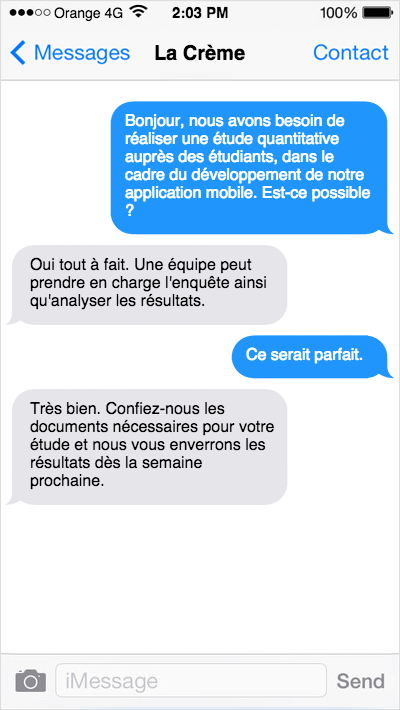 Orange 4G 2:03 PM 100%
Messages La Crème Contact
Bonjour, nous avons besoin de
réaliser une étude quantitative
auprès des étudiants, dans le
cadre du développement de notre
application mobile. Est-ce possible
?
Oui tout à fait. Une équipe peut
prendre en charge l'enquête ainsi
qu'analyser les résultats.
Ce serait parfait.
Très bien. Confiez-nous les
documents nécessaires pour votre
étude et nous vous enverrons les
résultats dès la semaine
prochaine.
iMessage Send